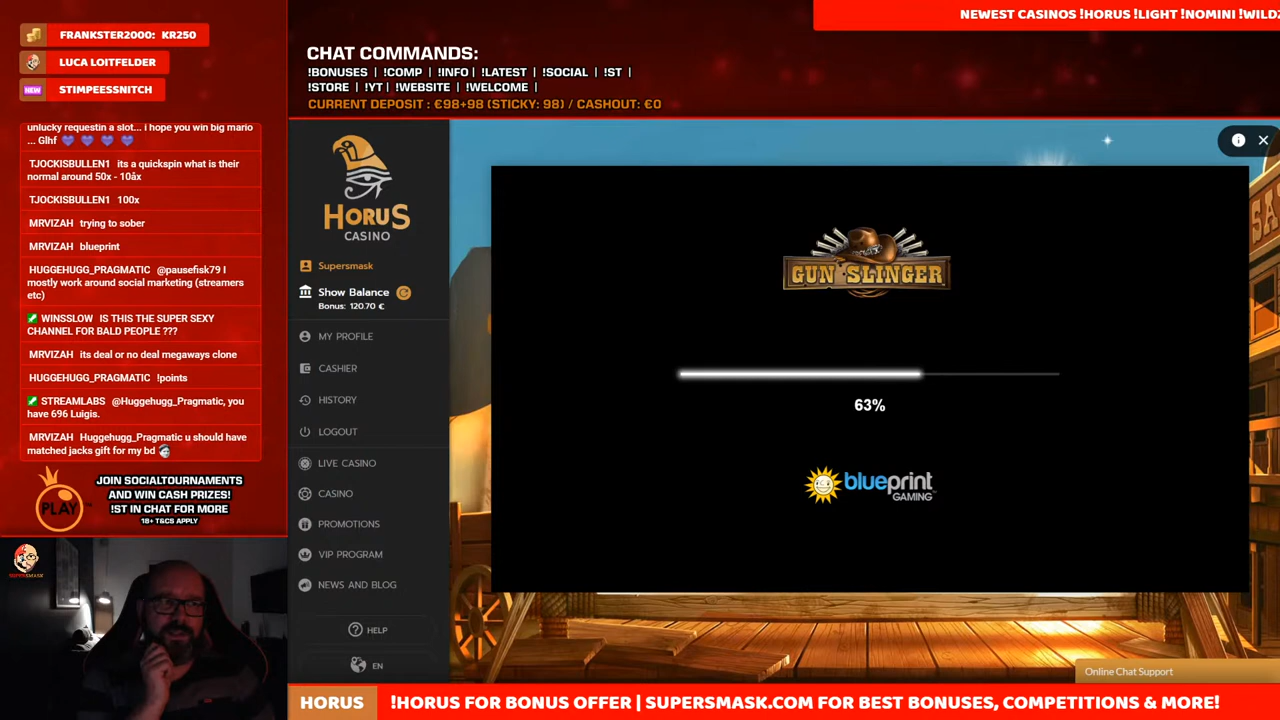 FRANKSTER2000: KR250
LUCA LOITFELDER
NEW
STIMPEESSNITCH
unlucky requestin a slot... i hope you win big mario
... Glhf
TJOCKISBULLEN1 its a quickspin what is their
normal around 50x - 10åx
TJOCKISBULLEN1 100x
MRVIZAH trying to sober
MRVIZAH blueprint
HUGGEHUGG_PRAGMATIC @pausefisk79 I
mostly work around social marketing (streamers
etc)
WINSSLOW IS THIS THE SUPER SEXY
CHANNEL FOR BALD PEOPLE ???
MRVIZAH its deal or no deal megaways clone
HUGGEHUGG_PRAGMATIC !points
STREAMLABS @Huggehugg_Pragmatic, you
have 696 Luigis.
MRVIZAH Huggehugg_Pragmatic u should have
matched jacks gift for my bd
PLAY
JOIN SOCIALTOURNAMENTS
AND WIN CASH PRIZES!
!ST IN CHAT FOR MORE
18+ T&CS APPLY
SUPERSMASK
NEWEST CASINOS !HORUS !LIGHT !NOMINI !WILDZ
CHAT COMMANDS:
!BONUSES | !COMP | !INFO | !LATEST | !SOCIAL | !ST |
!STORE | !YT | !WEBSITE | !WELCOME |
CURRENT DEPOSIT : €98+98 (STICKY: 98) / CASHOUT: €0
HORUS
CASINO
Supersmask
Show Balance
Bonus: 120.70 €
MY PROFILE
CASHIER
HISTORY
LOGOUT
LIVE CASINO
CASINO
PROMOTIONS
VIP PROGRAM
NEWS AND BLOG
HELP
EN
GUN SLINGER
63%
blueprint
GAMING
Online Chat Support
HORUS
!HORUS FOR BONUS OFFER | SUPERSMASK.COM FOR BEST BONUSES, COMPETITIONS & MORE!